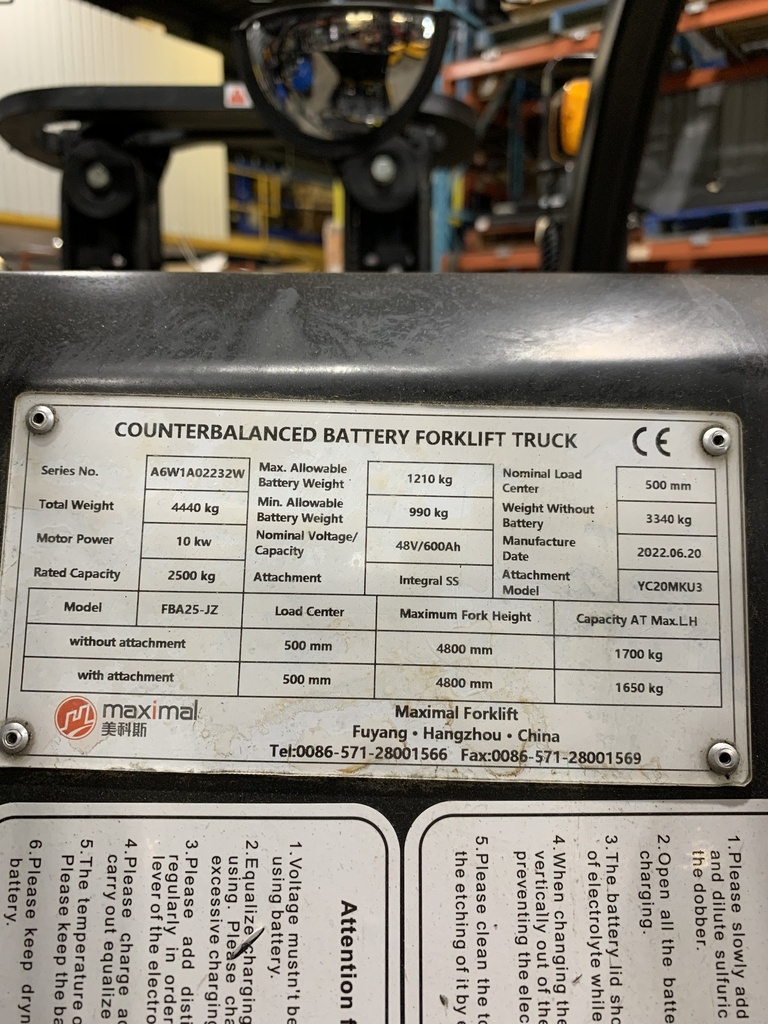 COUNTERBALANCED BATTERY FORKLIFT TRUCK CE
Series No. A6W1A02232W Max. Allowable Battery Weight 1210 kg Nominal Load Center 500 mm
Total Weight 4440 kg Min. Allowable Battery Weight 990 kg Weight Without Battery 3340 kg
Motor Power 10 kw Nominal Voltage/ Capacity 48V/600Ah Manufacture Date 2022.06.20
Rated Capacity 2500 kg Attachment Integral SS Attachment Model YC20MKU3
Model FBA25-JZ Load Center Maximum Fork Height Capacity AT Max.L.H
without attachment 500 mm 4800 mm 1700 kg
with attachment 500 mm 4800 mm 1650 kg
maximal
美科斯
Maximal Forklift
Fuyang • Hangzhou • China
Tel:0086-571-28001566 Fax:0086-571-28001569
Attention
1.Voltage mustn't be
using battery.
2.Equalize charging
using. Please
excessive charging
3.Please add
regularly in order
lever of the
4.Please charge
carry out equalize
5.The temperature
Please keep the
6.Please keep
battery.
1.Please slowly add
and dilute sulfuric
the dobber.
2.Open all the
charging.
3.The battery lid
of electrolyte while
4.When changing the
vertically out of the
preventing the
5.Please clean the
the etching of it by